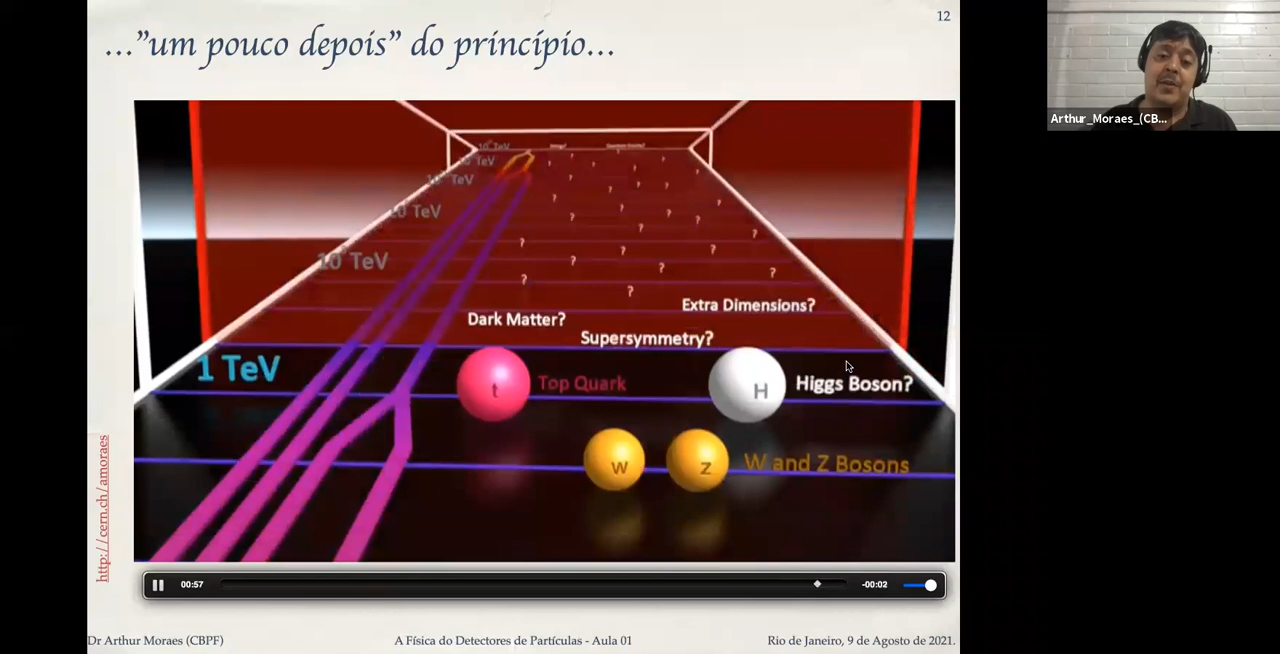 12
..."um pouco depois" do princípio...
Arthur_Moraes_(CB...
TeV
TeV
TeV
10 TeV
10 TeV
? ? ? ? ? ? ? ? ? ?
Extra Dimensions?
Dark Matter?
Supersymmetry?
1 TeV
t
Top Quark
H
Higgs Boson?
W
Z
W and Z Bosons
http://cern.ch/amoraes
00:57
-00:02
Dr Arthur Moraes (CBPF)
A Física do Detectores de Partículas - Aula 01
Rio de Janeiro, 9 de Agosto de 2021.